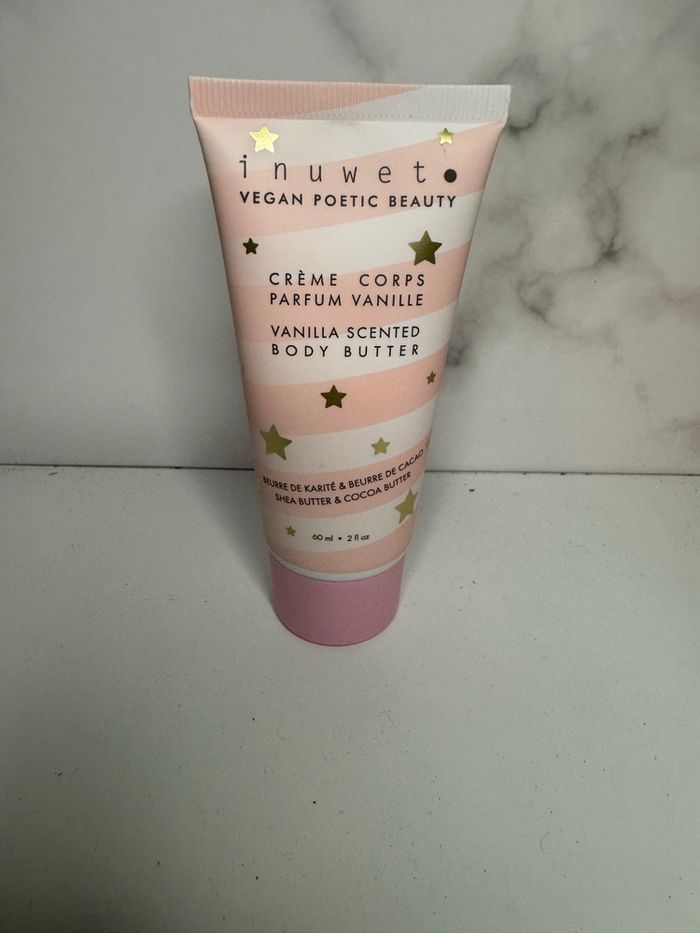 inuwet
VEGAN POETIC BEAUTY
CRÈME CORPS
PARFUM VANILLE
VANILLA SCENTED
BODY BUTTER
BEURRE DE KARITÉ & BEURRE DE CACAO
SHEA BUTTER & COCOA BUTTER
60 ml • 2 fl oz